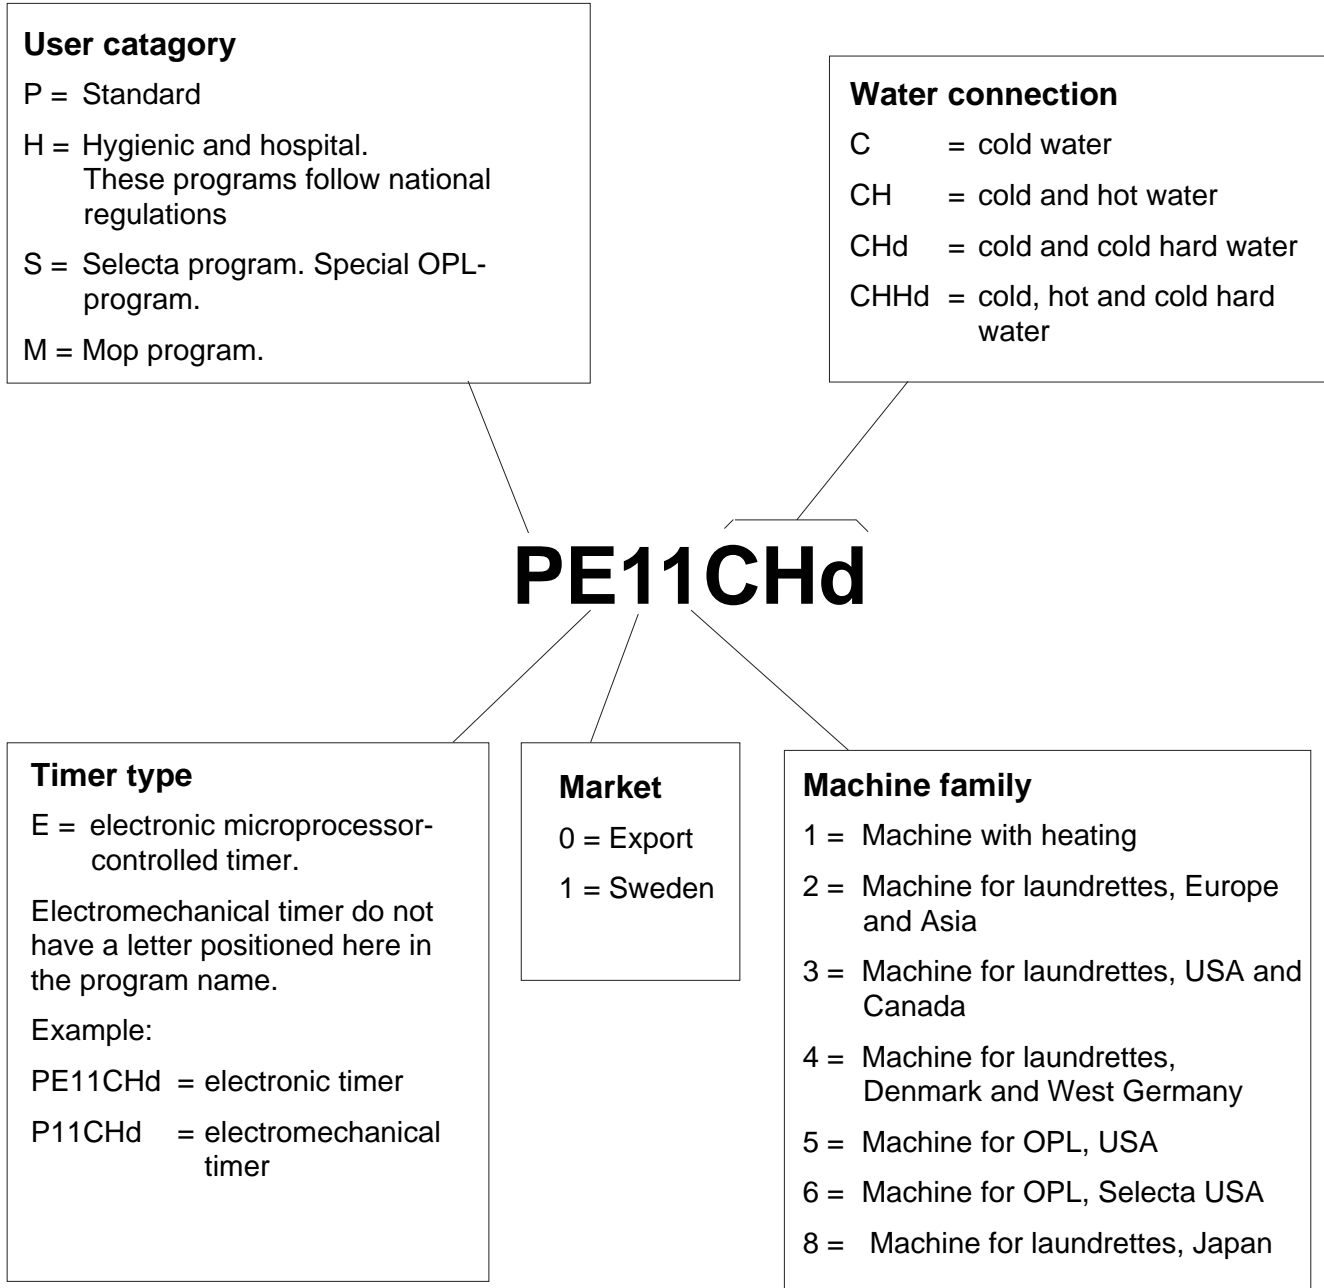 User catagory
P = Standard
H = Hygienic and hospital.
These programs follow national
regulations
S = Selecta program. Special OPL-
program.
M = Mop program.
Water connection
C = cold water
CH = cold and hot water
CHd = cold and cold hard water
CHHd = cold, hot and cold hard
water
PE11CHd
Timer type
E = electronic microprocessor-
controlled timer.
Electromechanical timer do not
have a letter positioned here in
the program name.
Example:
PE11CHd = electronic timer
P11CHd = electromechanical
timer
Market
0 = Export
1 = Sweden
Machine family
1 = Machine with heating
2 = Machine for laundrettes, Europe
and Asia
3 = Machine for laundrettes, USA and
Canada
4 = Machine for laundrettes,
Denmark and West Germany
5 = Machine for OPL, USA
6 = Machine for OPL, Selecta USA
8 = Machine for laundrettes, Japan